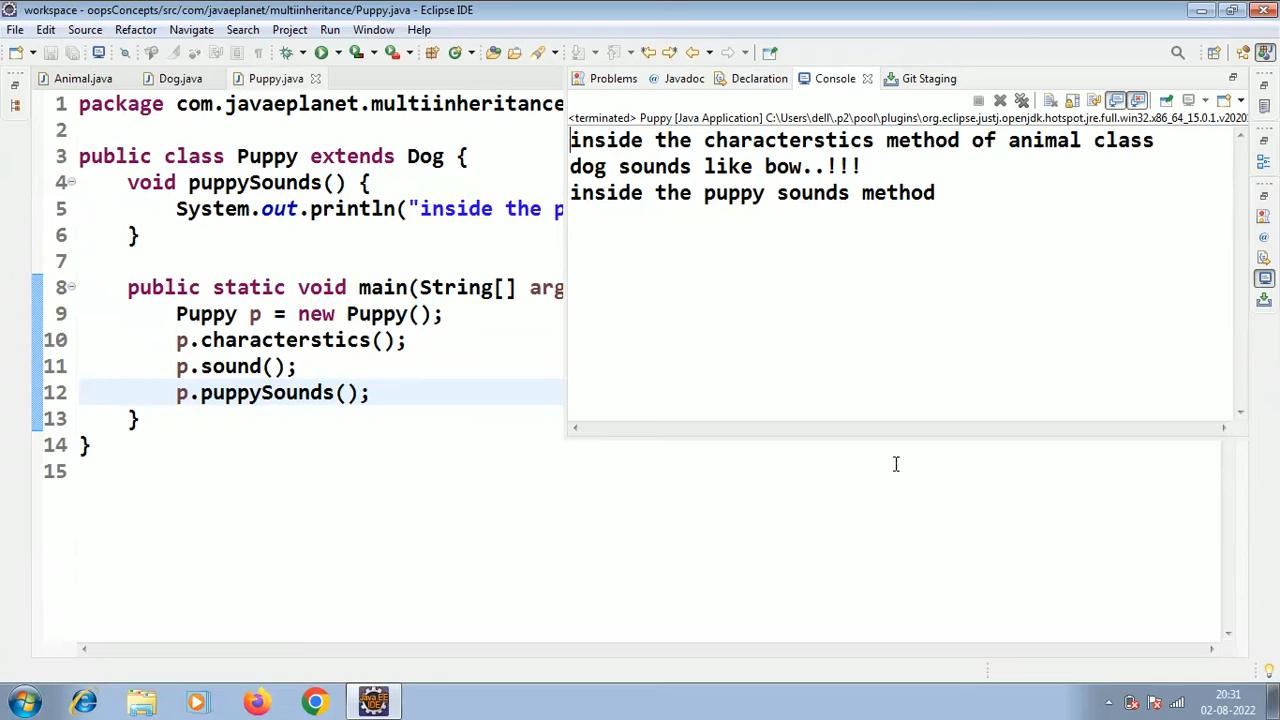 workspace - oopsConcepts/src/com/javaeplanet/multiinheritance/Puppy.java - Eclipse IDE
File Edit Source Refactor Navigate Search Project Run Window Help
Animal.java Dog.java Puppy.java
Problems @ Javadoc Declaration Console Git Staging
<terminated> Puppy [Java Application] C:\Users\dell\.p2\pool\plugins\org.eclipse.justj.openjdk.hotspot.jre.full.win32.x86_64_15.0.1.v2020
1 package com.javaeplanet.multiinheritance
2
3 public class Puppy extends Dog {
4 void puppySounds() {
5 System.out.println("inside the p
6 }
7
8 public static void main(String[] arg
9 Puppy p = new Puppy();
10 p.characterstics();
11 p.sound();
12 p.puppySounds();
13 }
14 }
15
inside the characterstics method of animal class
dog sounds like bow..!!!
inside the puppy sounds method
Java EE
IDE
20:31
02-08-2022